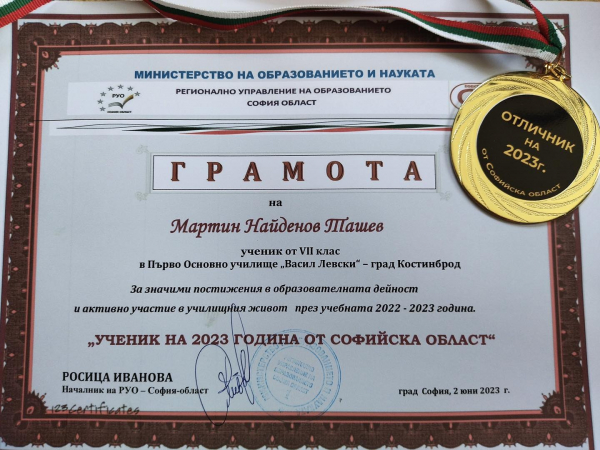 МИНИСТЕРСТВО НА ОБРАЗОВАНИЕТО И НАУКАТА
РУО
РЕГИОНАЛНО УПРАВЛЕНИЕ НА ОБРАЗОВАНИЕТО
СОФИЯ ОБЛАСТ
ОТЛИЧНИК
НА
2023г.
ОТ СОФИЙСКА ОБЛАСТ
ГРАМОТА
на
Мартин Найденов Ташев
ученик от VII клас
в Първо Основно училище „Васил Левски“ – град Костинброд
За значими постижения в образователната дейност
и активно участие в училищния живот през учебната 2022 - 2023 година.
„УЧЕНИК НА 2023 ГОДИНА ОТ СОФИЙСКА ОБЛАСТ“
РОСИЦА ИВАНОВА
Началник на РУО – София-област
град София, 2 юни 2023 г.
123Certificates